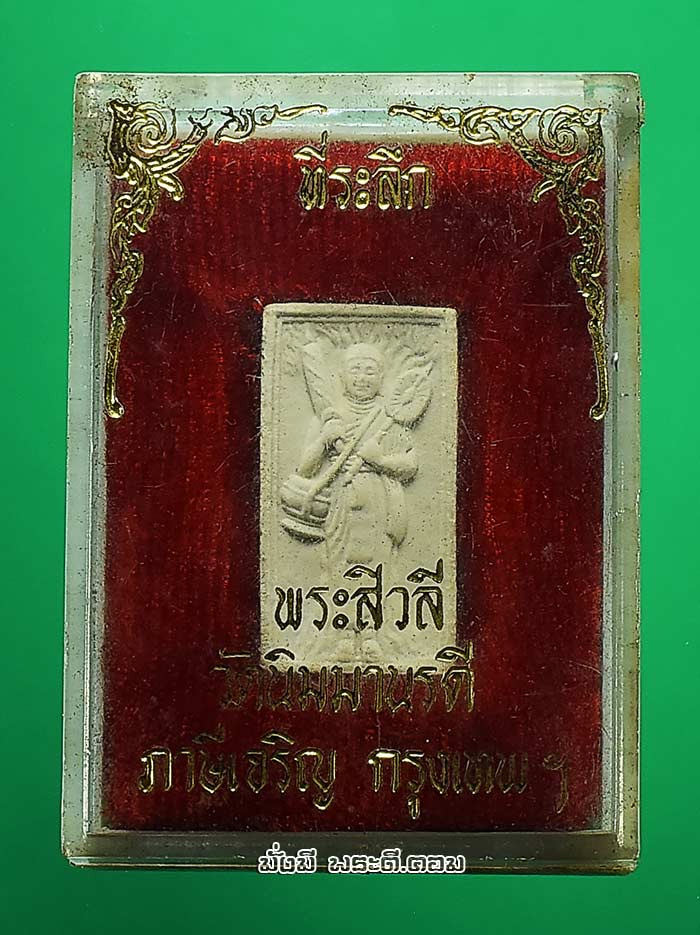 ที่ระลึก
พระสีวลี
วัดนิมมานรดี
ภาษีเจริญ กรุงเทพ ฯ
มั่งมี พระดี.คอม